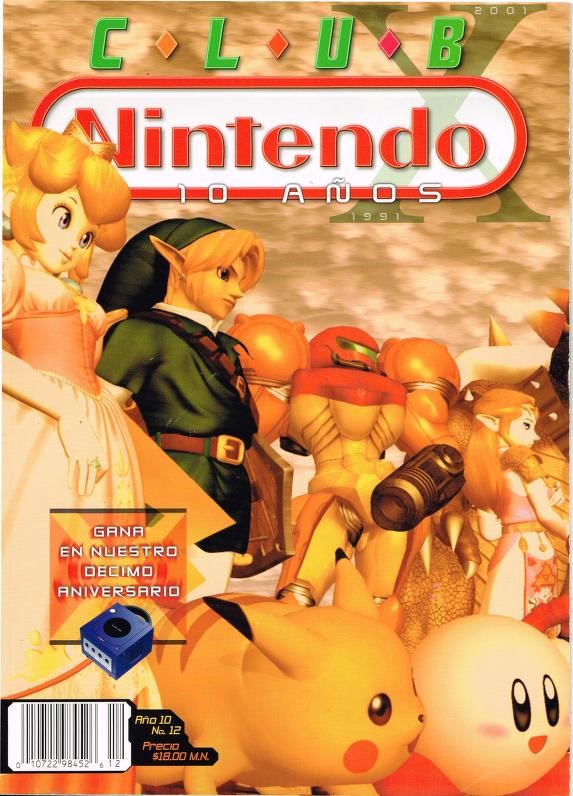 2001
C L U B
Nintendo
10 AÑOS
X
1991
GANA
EN NUESTRO
DECIMO
ANIVERSARIO
Año 10
No. 12
Precio
$18.00 M.N.
0 10722 98452 6 12